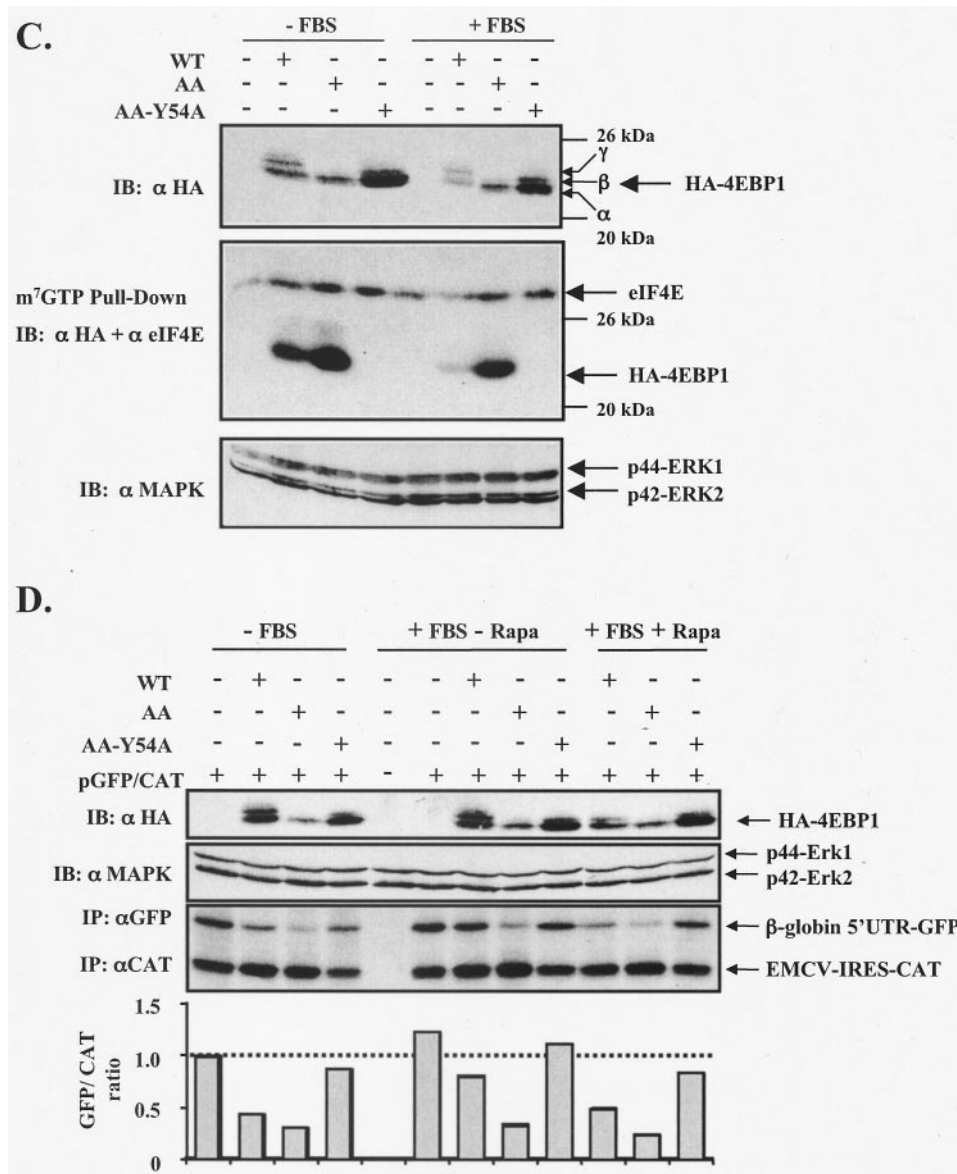 C.
- FBS + FBS
WT - + - - - + - -
AA - - + - - - + -
AA-Y54A - - - + - - - +
26 kDa
γ
IB: α HA β HA-4EBP1
α
20 kDa
m7GTP Pull-Down eIF4E
26 kDa
IB: α HA + α eIF4E
HA-4EBP1
20 kDa
p44-ERK1
IB: α MAPK p42-ERK2
D.
- FBS + FBS - Rapa + FBS + Rapa
WT - + - - - - + - - + - -
AA - - + - - - - + - - + -
AA-Y54A - - - + - - - - + - - +
pGFP/CAT + + + + - + + + + + + +
IB: α HA HA-4EBP1
p44-Erk1
IB: α MAPK p42-Erk2
IP: αGFP β-globin 5'UTR-GFP
IP: αCAT EMCV-IRES-CAT
1.5
GFP/ CAT ratio
1.0
0.5
0